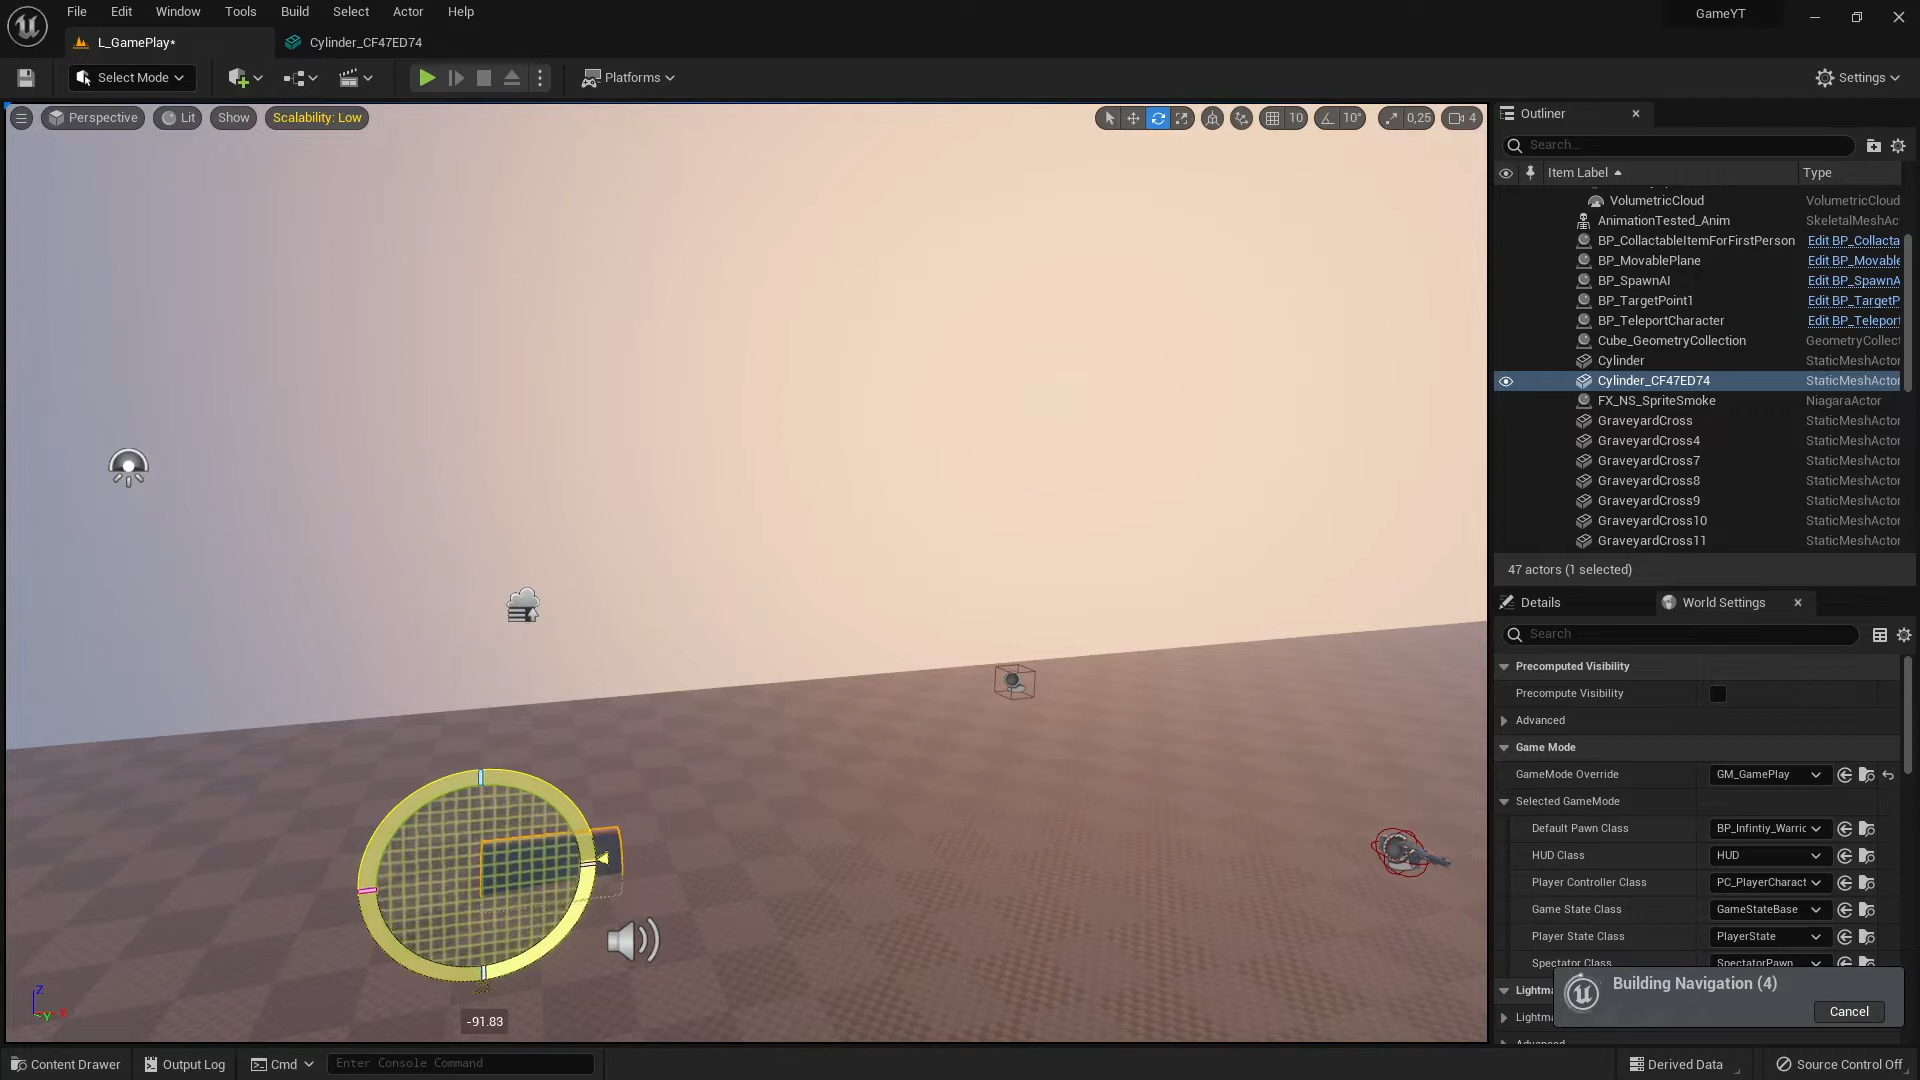 File Edit Window Tools Build Select Actor Help
GameYT
L_GamePlay*
Cylinder_CF47ED74
Select Mode
Platforms
Settings
Perspective
Lit
Show
Scalability: Low
10
10°
0,25
4
Outliner
Search...
Item Label
Type
VolumetricCloud VolumetricCloud
AnimationTested_Anim SkeletalMeshAc
BP_CollactableItemForFirstPerson Edit BP_Collacta
BP_MovablePlane Edit BP_Movable
BP_SpawnAI Edit BP_SpawnA
BP_TargetPoint1 Edit BP_TargetP
BP_TeleportCharacter Edit BP_Teleport
Cube_GeometryCollection GeometryCollect
Cylinder StaticMeshActor
Cylinder_CF47ED74 StaticMeshActor
FX_NS_SpriteSmoke NiagaraActor
GraveyardCross StaticMeshActor
GraveyardCross4 StaticMeshActor
GraveyardCross7 StaticMeshActor
GraveyardCross8 StaticMeshActor
GraveyardCross9 StaticMeshActor
GraveyardCross10 StaticMeshActor
GraveyardCross11 StaticMeshActor
47 actors (1 selected)
Details
World Settings
Search
Precomputed Visibility
Precompute Visibility
Advanced
Game Mode
GameMode Override GM_GamePlay
Selected GameMode
Default Pawn Class BP_Infintiy_Warric
HUD Class HUD
Player Controller Class PC_PlayerCharact
Game State Class GameStateBase
Player State Class PlayerState
Spectator Class SpectatorPawn
Lightma
Lightma
Advanced
Building Navigation (4)
Cancel
-91.83
Z
Y
X
Content Drawer
Output Log
Cmd
Enter Console Command
Derived Data
Source Control Off